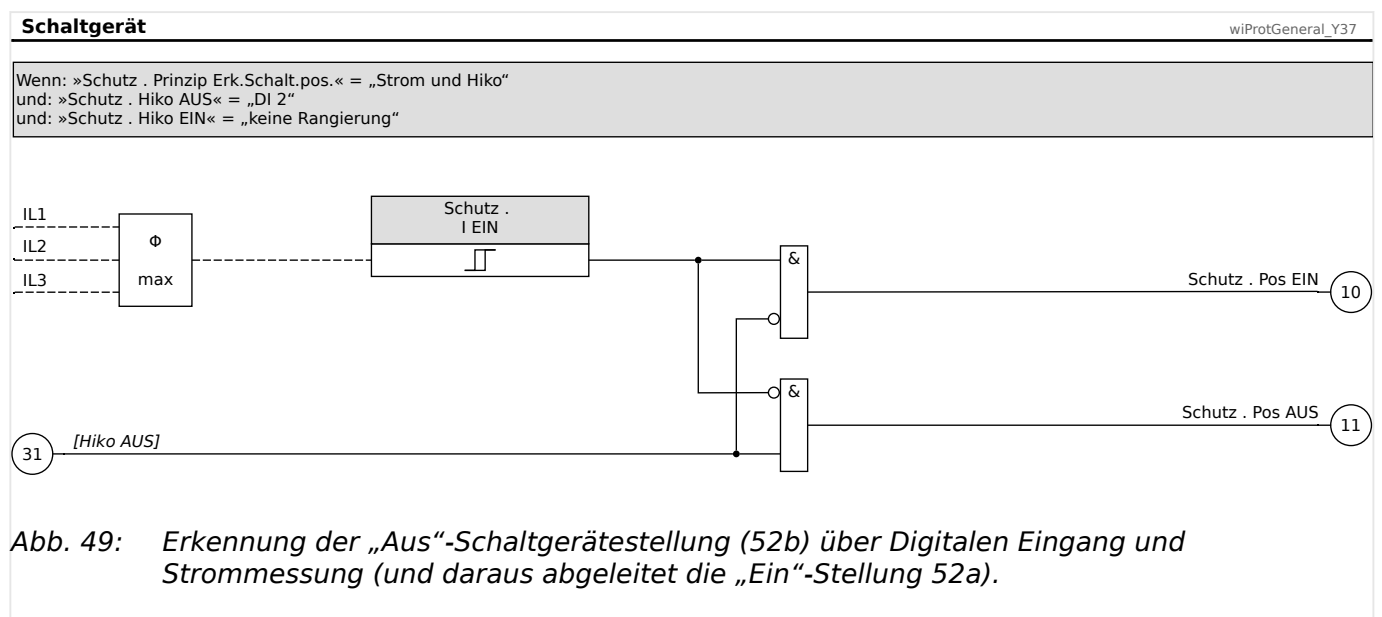 Schaltgerät
wiProtGeneral_Y37
Wenn: »Schutz . Prinzip Erk.Schalt.pos.« = „Strom und Hiko“
und: »Schutz . Hiko AUS« = „DI 2“
und: »Schutz . Hiko EIN« = „keine Rangierung“
IL1
IL2
IL3
Φ
max
Schutz .
I EIN
&
Schutz . Pos EIN
10
&
Schutz . Pos AUS
11
31
[Hiko AUS]
Abb. 49: Erkennung der „Aus“-Schaltgerätestellung (52b) über Digitalen Eingang und
Strommessung (und daraus abgeleitet die „Ein“-Stellung 52a).